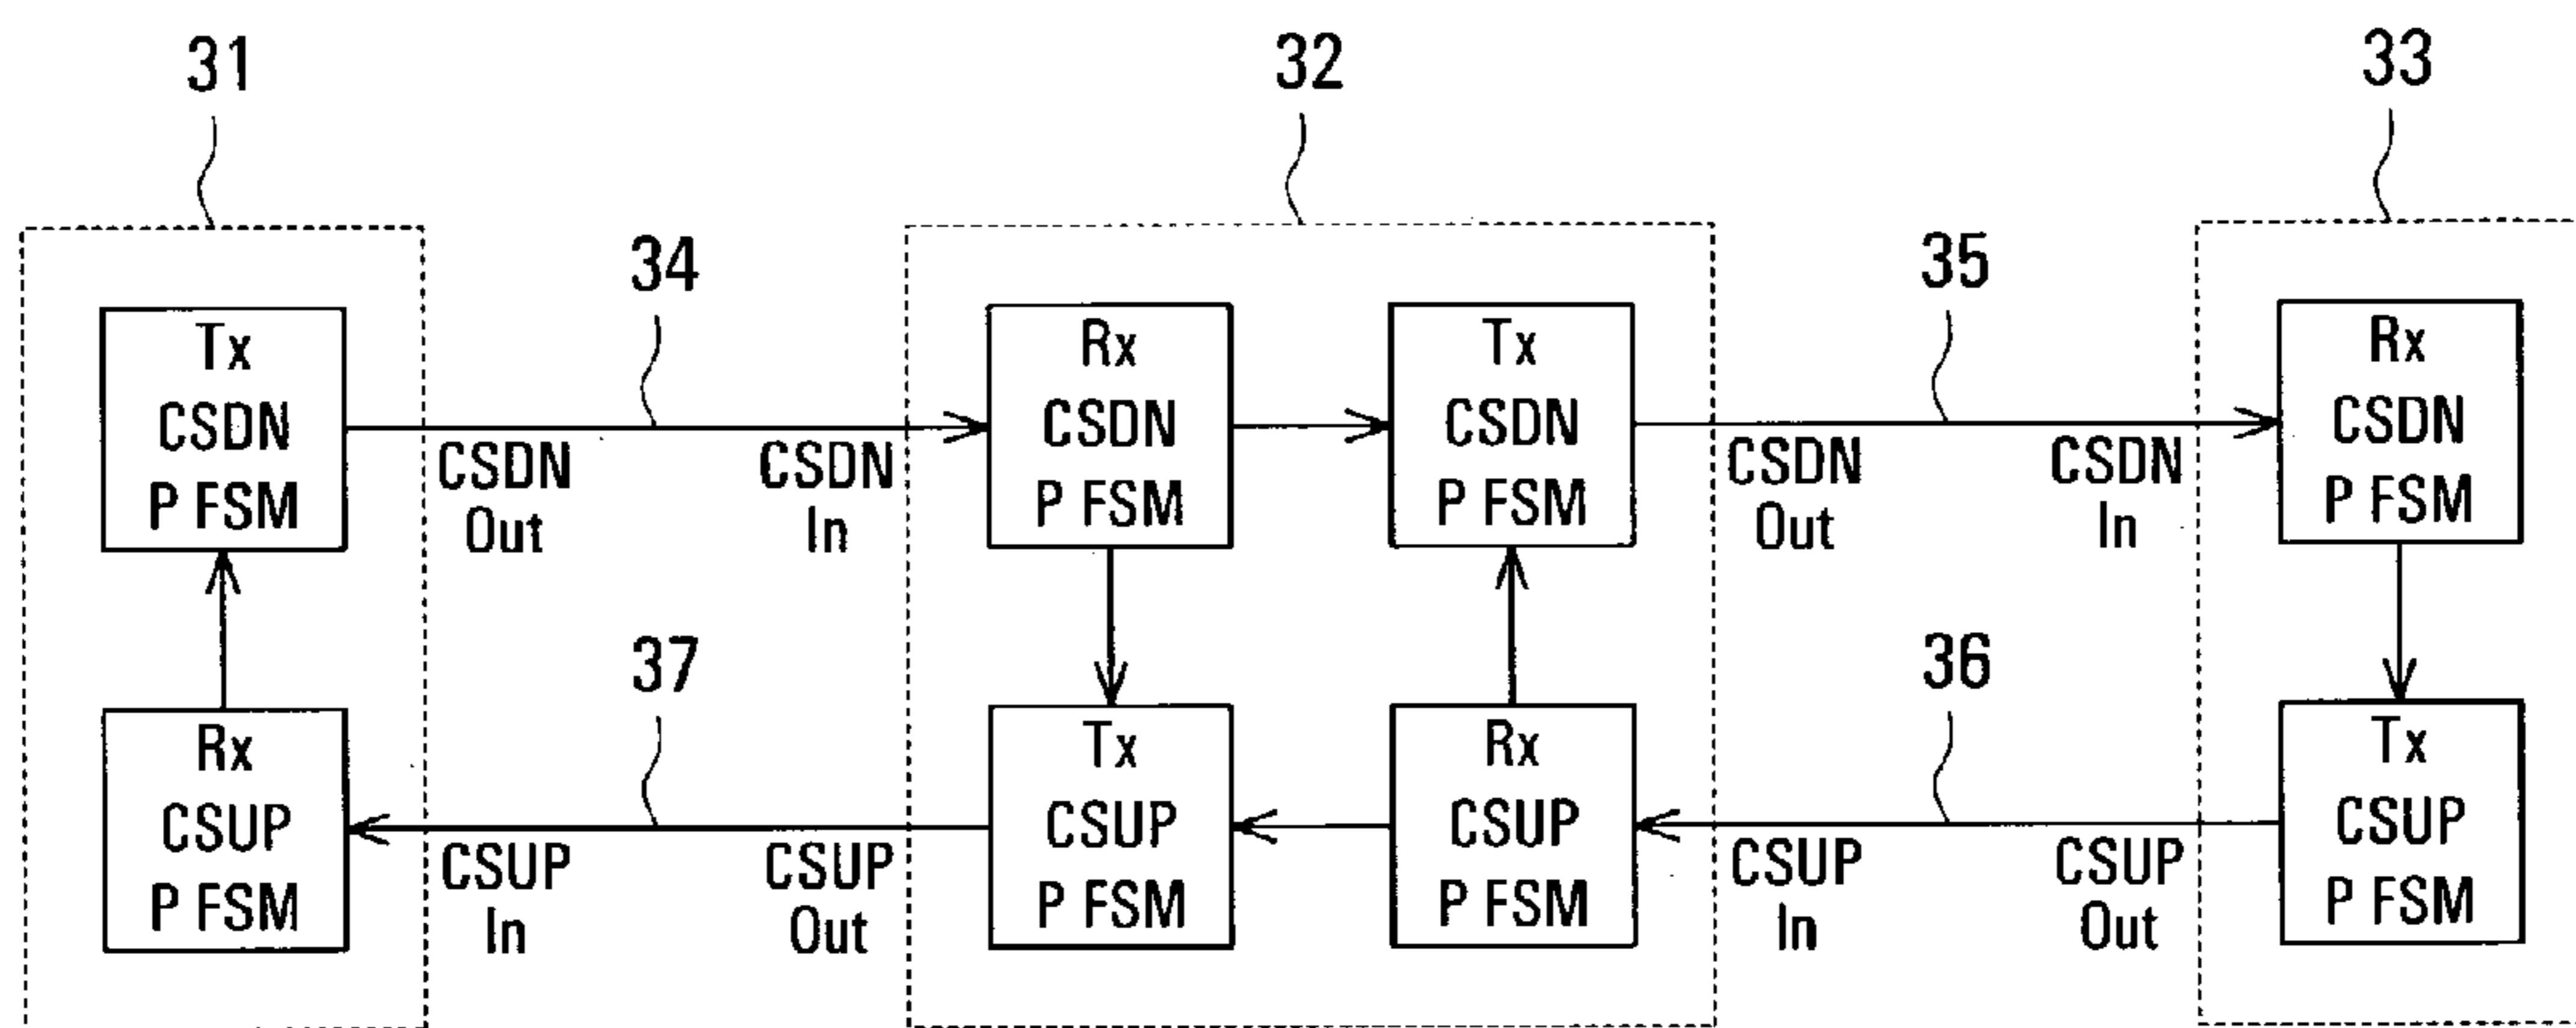 31
32
33
34
35
Tx
CSDN
P FSM
CSDN
Out
CSDN
In
Rx
CSDN
P FSM
Tx
CSDN
P FSM
CSDN
Out
CSDN
In
Rx
CSDN
P FSM
37
36
Rx
CSUP
P FSM
CSUP
In
CSUP
Out
Tx
CSUP
P FSM
Rx
CSUP
P FSM
CSUP
In
CSUP
Out
Tx
CSUP
P FSM